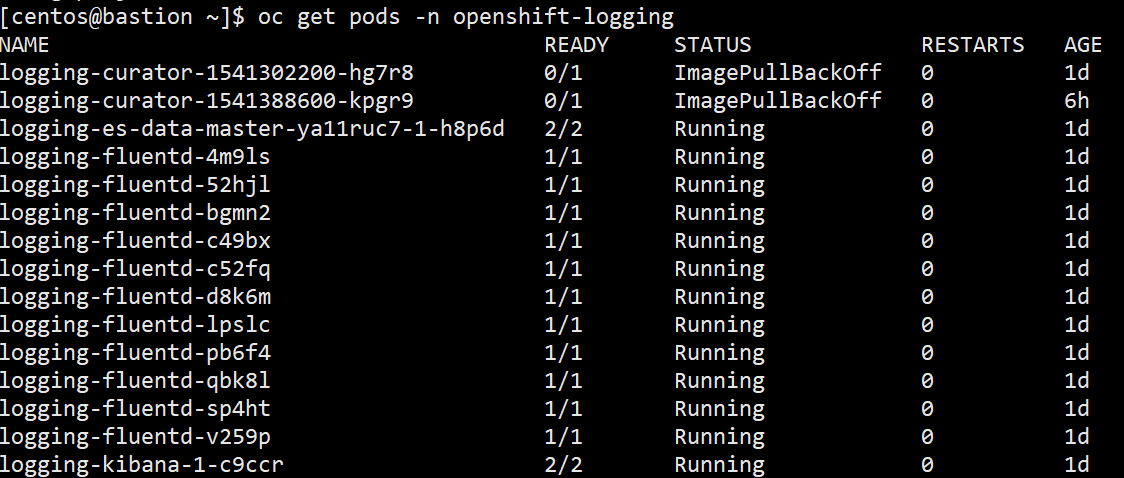 [centos@bastion ~]$ oc get pods -n openshift-logging
NAME READY STATUS RESTARTS AGE
logging-curator-1541302200-hg7r8 0/1 ImagePullBackOff 0 1d
logging-curator-1541388600-kpgr9 0/1 ImagePullBackOff 0 6h
logging-es-data-master-ya11ruc7-1-h8p6d 2/2 Running 0 1d
logging-fluentd-4m9ls 1/1 Running 0 1d
logging-fluentd-52hjl 1/1 Running 0 1d
logging-fluentd-bgmn2 1/1 Running 0 1d
logging-fluentd-c49bx 1/1 Running 0 1d
logging-fluentd-c52fq 1/1 Running 0 1d
logging-fluentd-d8k6m 1/1 Running 0 1d
logging-fluentd-lpslc 1/1 Running 0 1d
logging-fluentd-pb6f4 1/1 Running 0 1d
logging-fluentd-qbk8l 1/1 Running 0 1d
logging-fluentd-sp4ht 1/1 Running 0 1d
logging-fluentd-v259p 1/1 Running 0 1d
logging-kibana-1-c9ccr 2/2 Running 0 1d